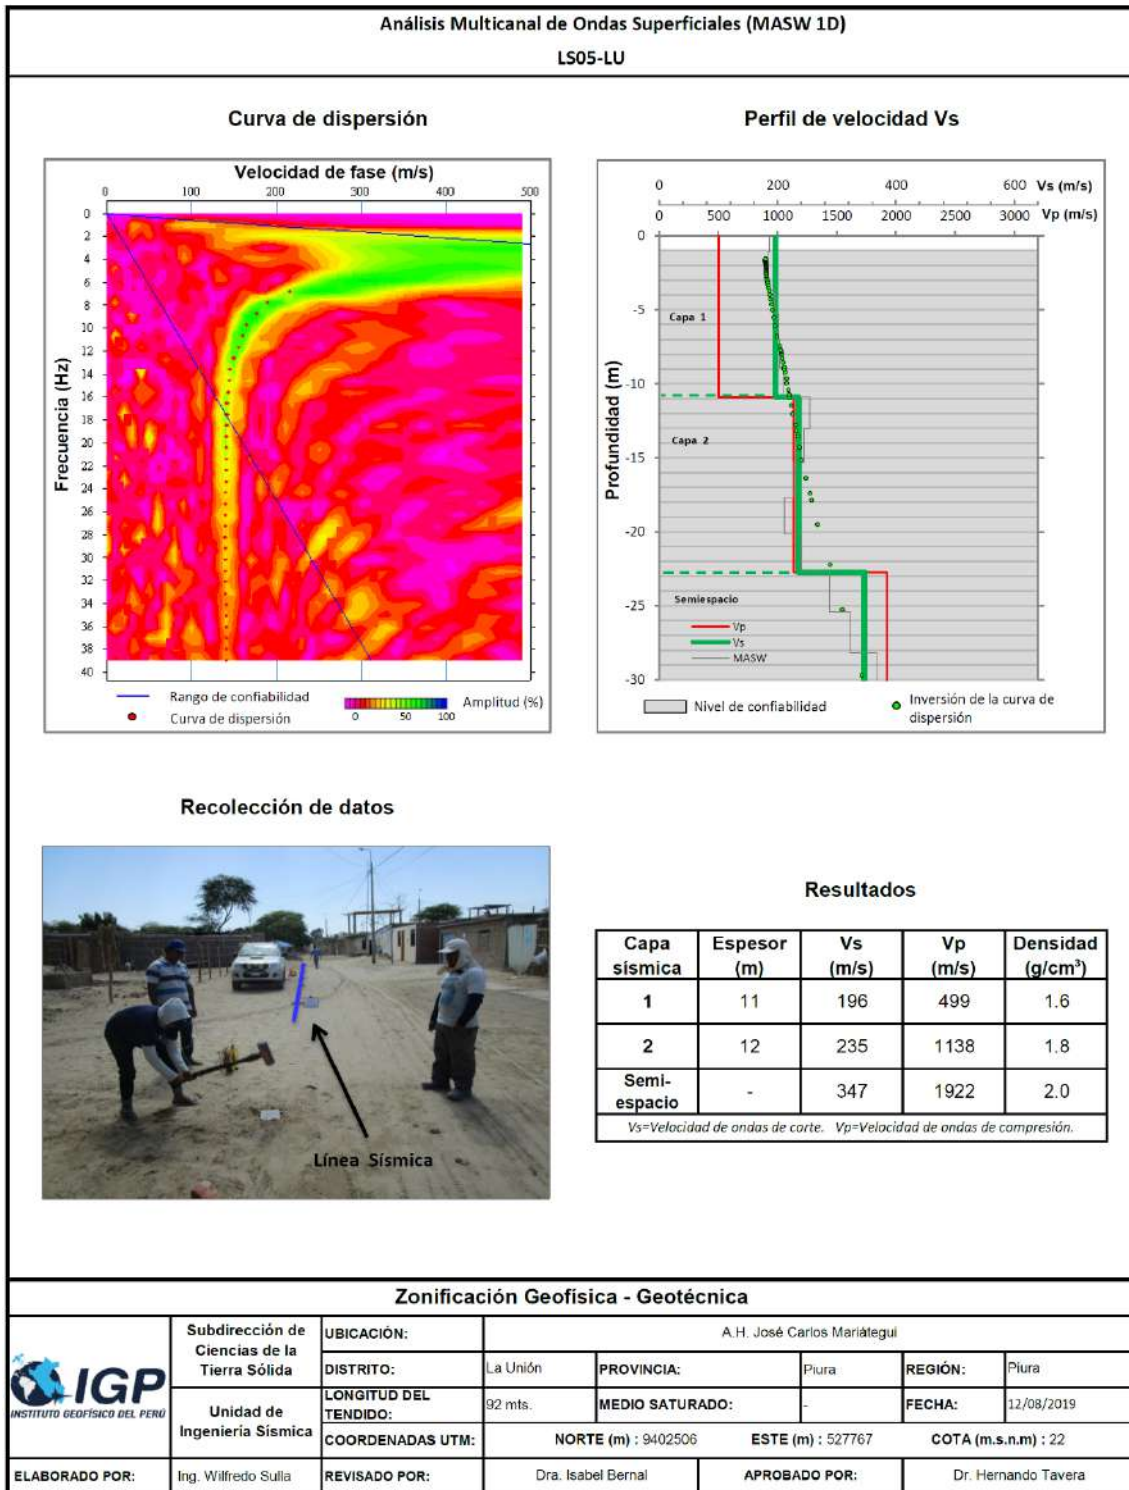 Análisis Multicanal de Ondas Superficiales (MASW 1D)
LS05-LU
Curva de dispersión
Velocidad de fase (m/s)
0 100 200 300 400 500
Frecuencia (Hz)
0
2
4
6
8
10
12
14
16
18
20
22
24
26
28
30
32
34
36
38
40
Rango de confiabilidad
Curva de dispersión
0 50 100
Amplitud (%)
Perfil de velocidad Vs
0 200 400 600 Vs (m/s)
0 500 1000 1500 2000 2500 3000 Vp (m/s)
Profundidad (m)
0
-5
-10
-15
-20
-25
-30
Capa 1
Capa 2
Semiespacio
Vp
Vs
MASW
Nivel de confiabilidad
Inversión de la curva de
dispersión
Recolección de datos
Línea Sísmica
Resultados
Capa sísmica Espesor (m) Vs (m/s) Vp (m/s) Densidad (g/cm³)
1 11 196 499 1.6
2 12 235 1138 1.8
Semi-espacio - 347 1922 2.0
Vs=Velocidad de ondas de corte. Vp=Velocidad de ondas de compresión.
Zonificación Geofísica - Geotécnica
IGP
INSTITUTO GEOFÍSICO DEL PERÚ
Subdirección de
Ciencias de la
Tierra Sólida
Unidad de
Ingeniería Sísmica
UBICACIÓN: A.H. José Carlos Mariátegui
DISTRITO: La Unión PROVINCIA: Piura REGIÓN: Piura
LONGITUD DEL TENDIDO: 92 mts. MEDIO SATURADO: - FECHA: 12/08/2019
COORDENADAS UTM: NORTE (m) : 9402506 ESTE (m) : 527767 COTA (m.s.n.m) : 22
ELABORADO POR: Ing. Wilfredo Sulla REVISADO POR: Dra. Isabel Bernal APROBADO POR: Dr. Hernando Tavera